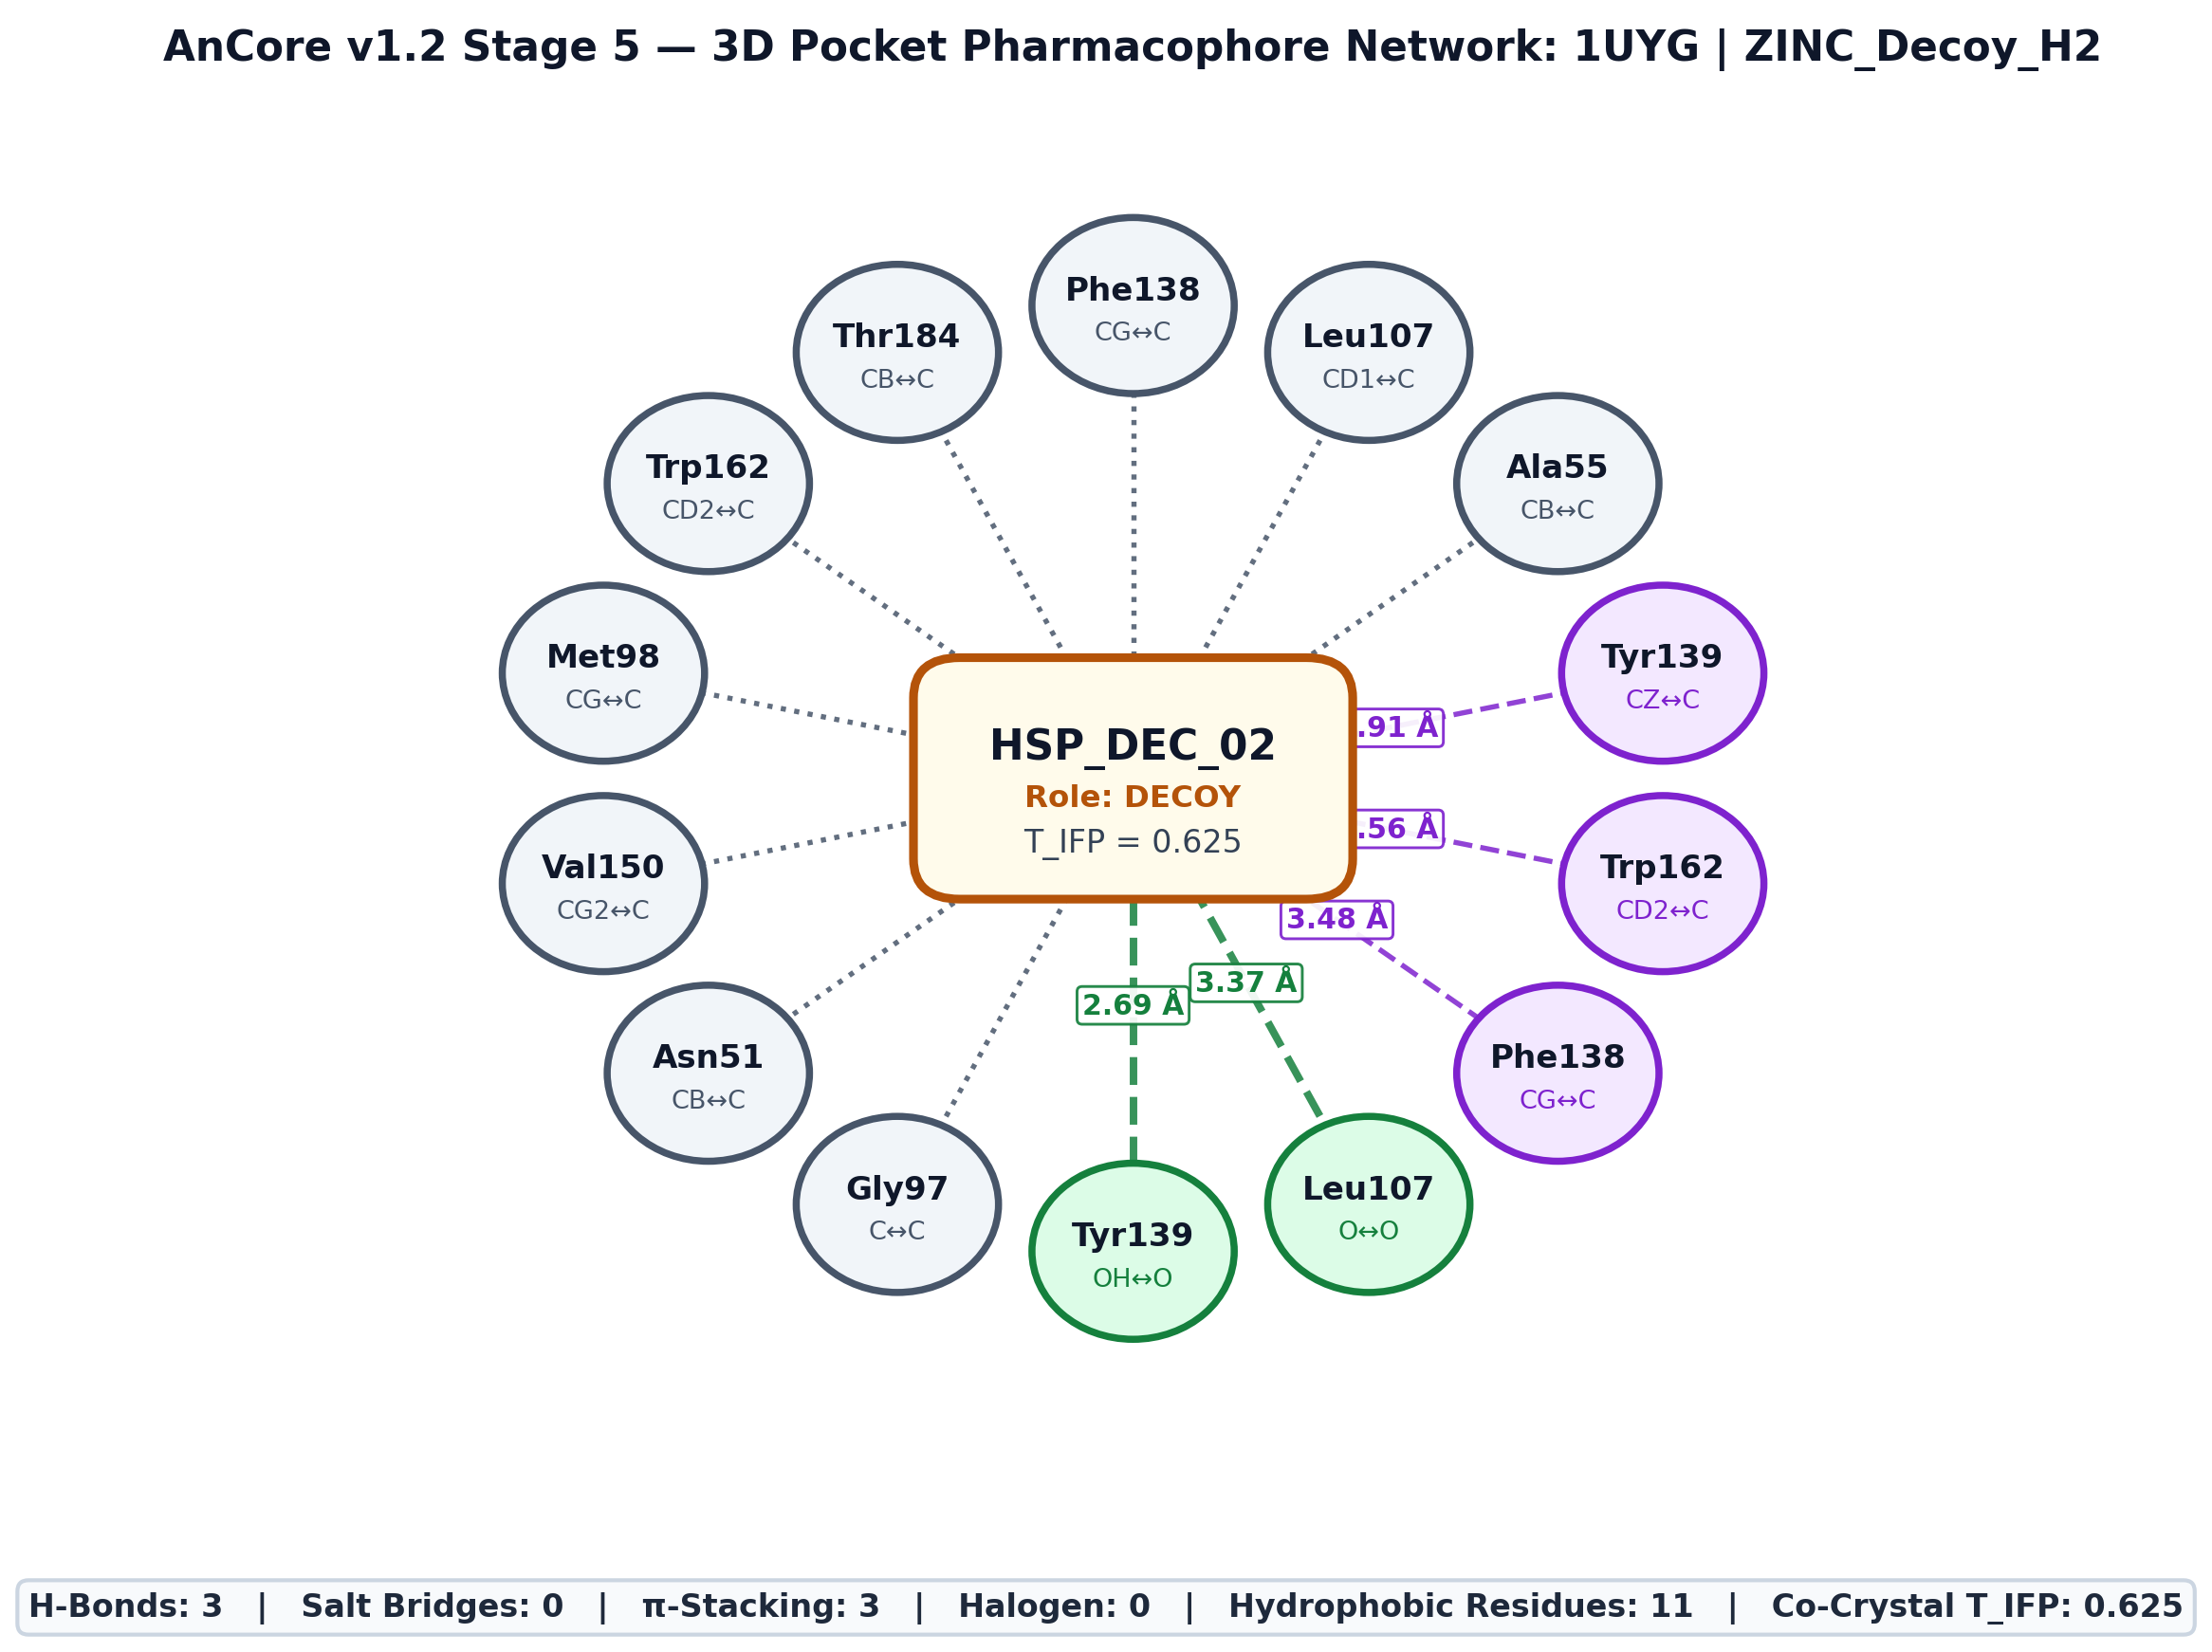 AnCore v1.2 Stage 5 — 3D Pocket Pharmacophore Network: 1UYG | ZINC_Decoy_H2
Phe138
CG↔C
Thr184
CB↔C
Leu107
CD1↔C
Trp162
CD2↔C
Ala55
CB↔C
Met98
CG↔C
Tyr139
CZ↔C
.91 Å
HSP_DEC_02
Role: DECOY
T_IFP = 0.625
.56 Å
Val150
CG2↔C
Trp162
CD2↔C
3.48 Å
3.37 Å
2.69 Å
Asn51
CB↔C
Phe138
CG↔C
Gly97
C↔C
Leu107
O↔O
Tyr139
OH↔O
H-Bonds: 3 | Salt Bridges: 0 | π-Stacking: 3 | Halogen: 0 | Hydrophobic Residues: 11 | Co-Crystal T_IFP: 0.625